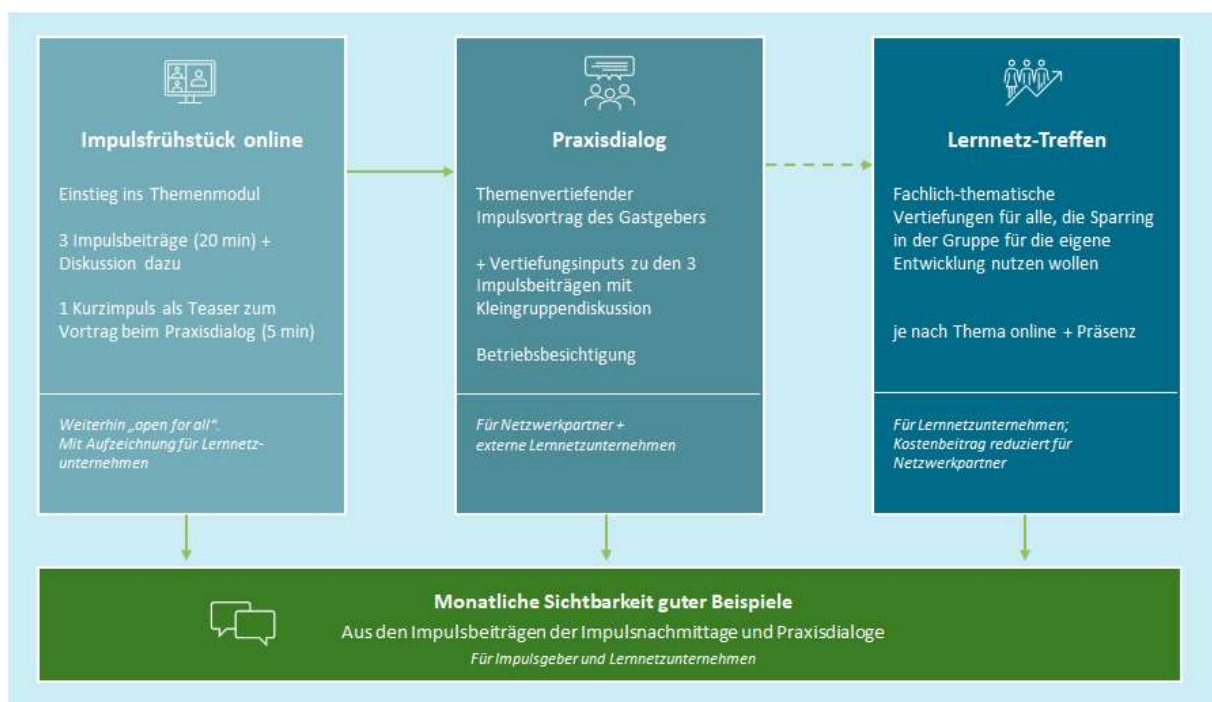 Impulsfrühstück online
Einstieg ins Themenmodul
3 Impulsbeiträge (20 min) +
Diskussion dazu
1 Kurzimpuls als Teaser zum
Vortrag beim Praxisdialog (5 min)
Weiterhin „open for all“.
Mit Aufzeichnung für Lernnetz-
unternehmen
Praxisdialog
Themenvertiefender
Impulsvortrag des Gastgebers
+ Vertiefungsinputs zu den 3
Impulsbeiträgen mit
Kleingruppendiskussion
Betriebsbesichtigung
Für Netzwerkpartner +
externe Lernnetzunternehmen
Lernnetz-Treffen
Fachlich-thematische
Vertiefungen für alle, die Sparring
in der Gruppe für die eigene
Entwicklung nutzen wollen
je nach Thema online + Präsenz
Für Lernnetzunternehmen;
Kostenbeitrag reduziert für
Netzwerkpartner
Monatliche Sichtbarkeit guter Beispiele
Aus den Impulsbeiträgen der Impulsnachmittage und Praxisdialoge
Für Impulsgeber und Lernnetzunternehmen